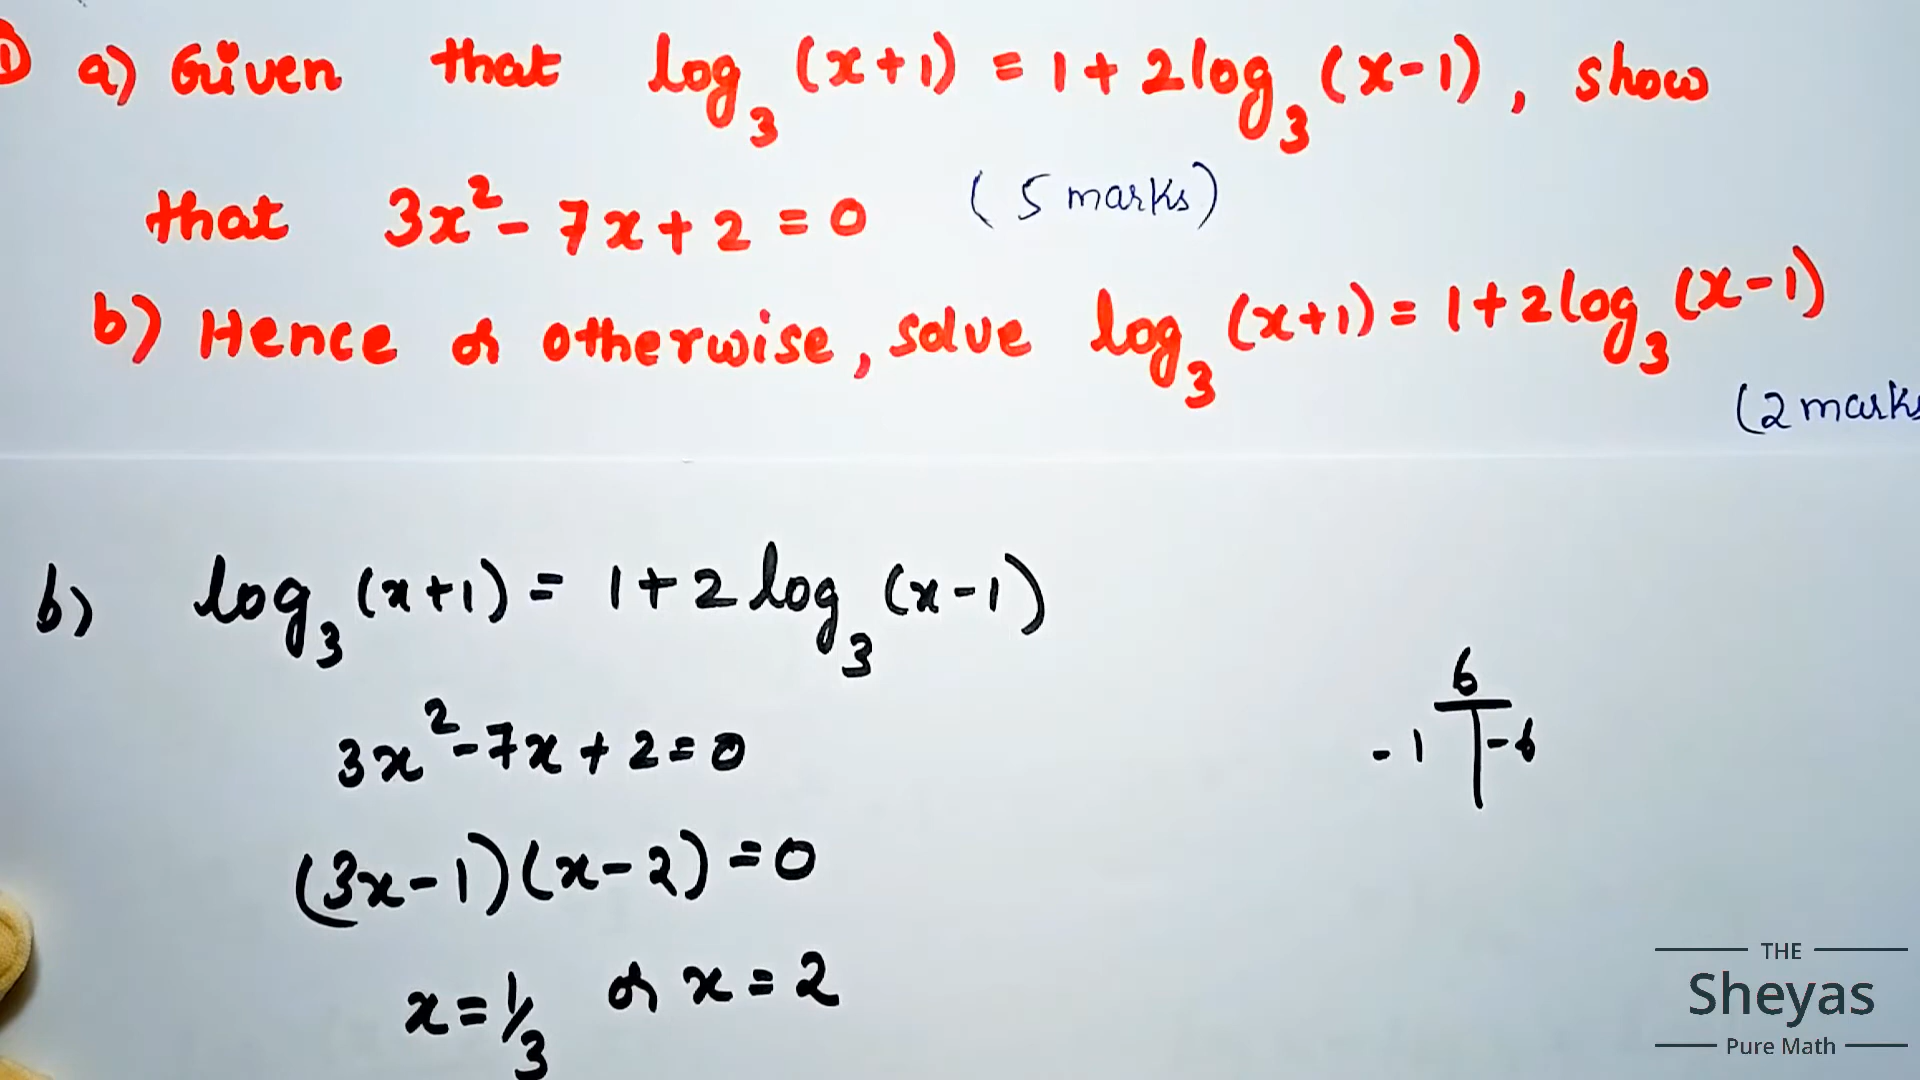 1) a) Given that log₃(x+1) = 1+2log₃(x-1), show
that 3x²-7x+2=0 (5 marks)
b) Hence or otherwise, solve log₃(x+1)=1+2log₃(x-1)
(2 marks
b) log₃(x+1)=1+2log₃(x-1)
3x²-7x+2=0
6
-1 -6
(3x-1)(x-2)=0
x=1/3 or x=2
THE
Sheyas
Pure Math